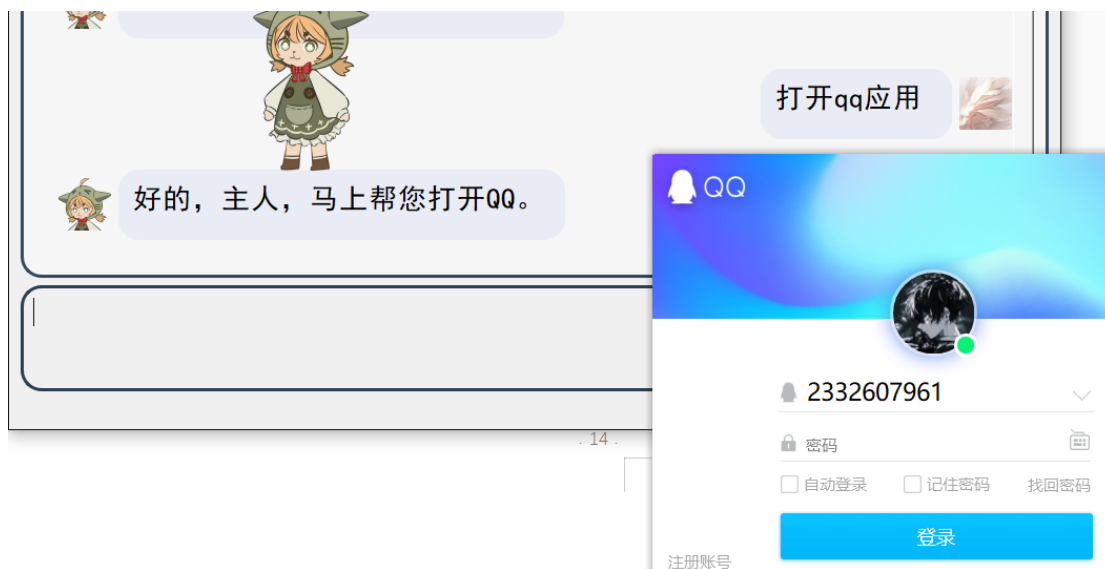 打开qq应用
好的，主人，马上帮您打开QQ。
QQ
2332607961
密码
自动登录 记住密码 找回密码
登录
注册账号
. 14 .